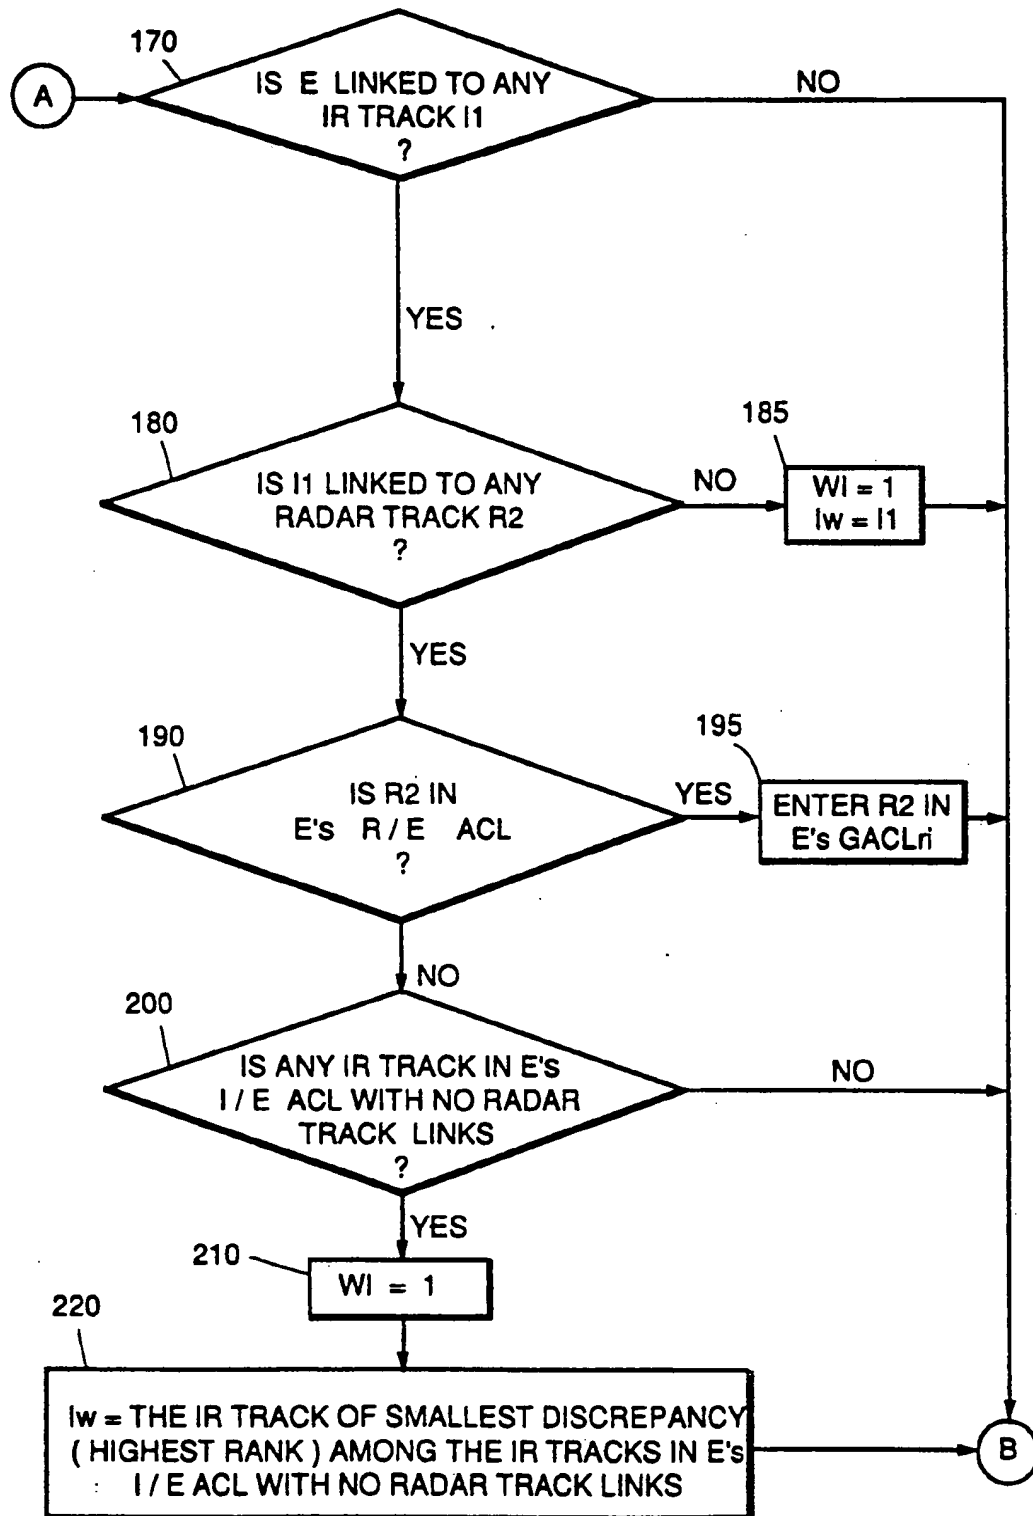 170
A
IS E LINKED TO ANY
IR TRACK I1
?
NO
YES
180
IS I1 LINKED TO ANY
RADAR TRACK R2
?
NO
185
WI = 1
Iw = I1
YES
190
IS R2 IN
E's R / E ACL
?
YES
195
ENTER R2 IN
E's GACLri
NO
200
IS ANY IR TRACK IN E's
I / E ACL WITH NO RADAR
TRACK LINKS
?
NO
YES
210
WI = 1
220
Iw = THE IR TRACK OF SMALLEST DISCREPANCY
( HIGHEST RANK ) AMONG THE IR TRACKS IN E's
I / E ACL WITH NO RADAR TRACK LINKS
B